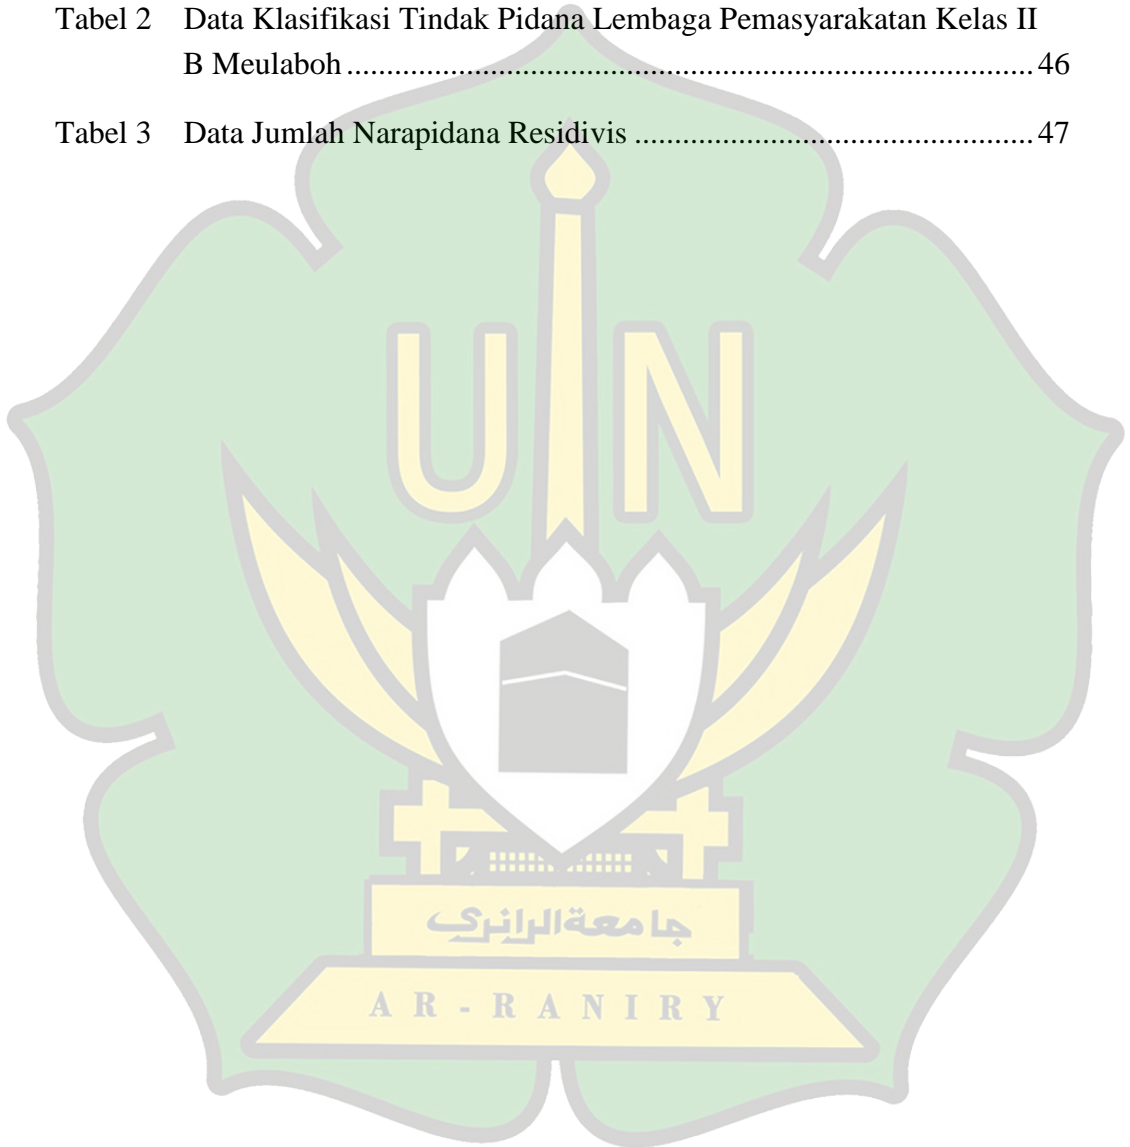 Tabel 2 Data Klasifikasi Tindak Pidana Lembaga Pemasyarakatan Kelas II
B Meulaboh ...................................................................................... 46
Tabel 3 Data Jumlah Narapidana Residivis .................................................. 47
UIN
جامعة الرانري
AR-RANIRY